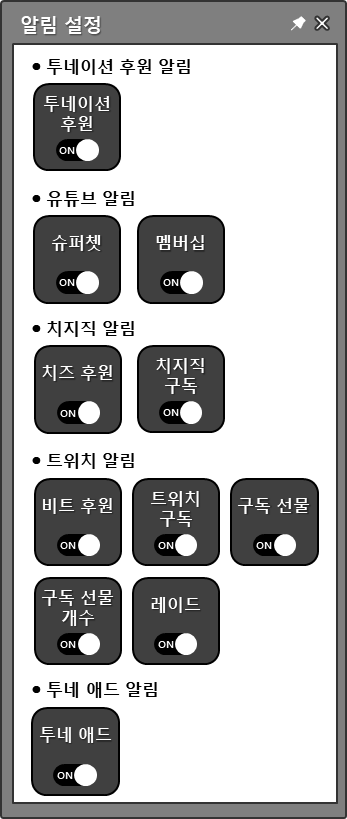 알림 설정
• 투네이션 후원 알림
투네이션
후원
ON
• 유튜브 알림
슈퍼쳇
ON
멤버십
ON
• 치지직 알림
치즈 후원
ON
치지직
구독
ON
• 트위치 알림
비트 후원
ON
트위치
구독
ON
구독 선물
ON
구독 선물
개수
ON
레이드
ON
• 투네 애드 알림
투네 애드
ON